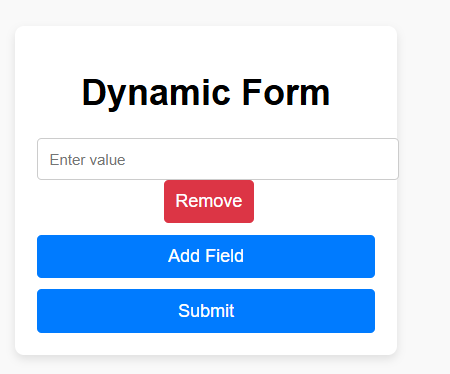 Dynamic Form
Enter value
Remove
Add Field
Submit